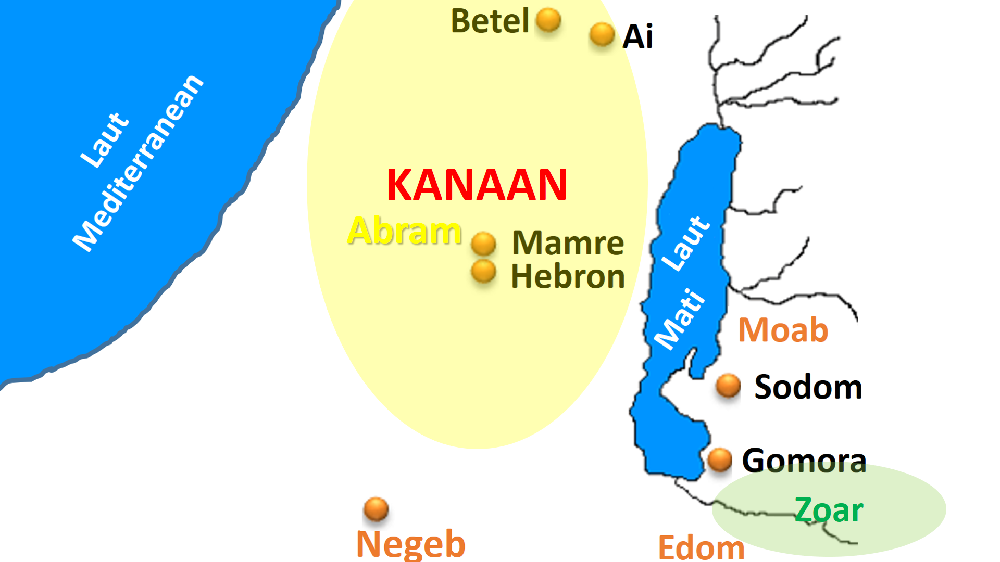 Betel
Ai
Laut
Mediterranean
KANAAN
Abram
Mamre
Hebron
Laut
Mati
Moab
Sodom
Gomora
Zoar
Negeb
Edom